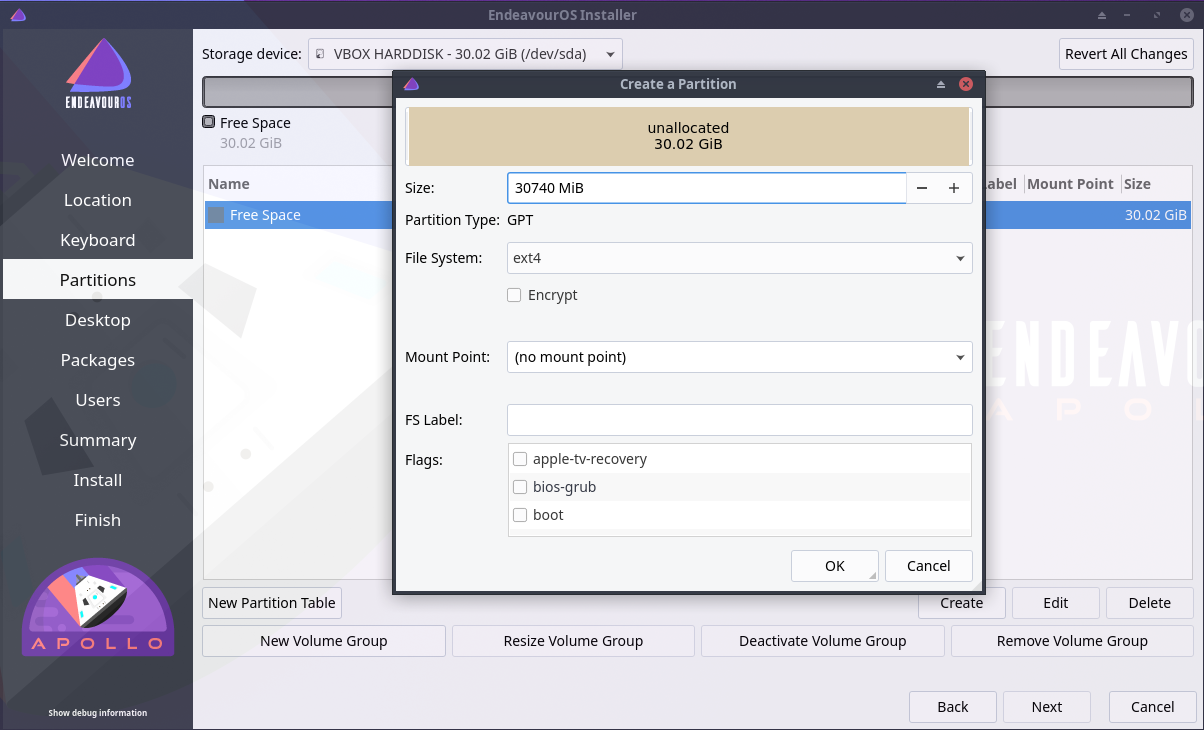 EndeavourOS Installer
ENDEAVOUROS
Welcome
Location
Keyboard
Partitions
Desktop
Packages
Users
Summary
Install
Finish
APOLLO
Show debug information
Storage device: VBOX HARDDISK - 30.02 GiB (/dev/sda) Revert All Changes
Free Space
30.02 GiB
Name Mount Point Size
Free Space 30.02 GiB
ENDEAVO
APOL
Create a Partition
unallocated
30.02 GiB
Size: 30740 MiB
Partition Type: GPT
File System: ext4
Encrypt
Mount Point: (no mount point)
FS Label:
Flags: apple-tv-recovery
bios-grub
boot
OK Cancel
New Partition Table Create Edit Delete
New Volume Group Resize Volume Group Deactivate Volume Group Remove Volume Group
Back Next Cancel